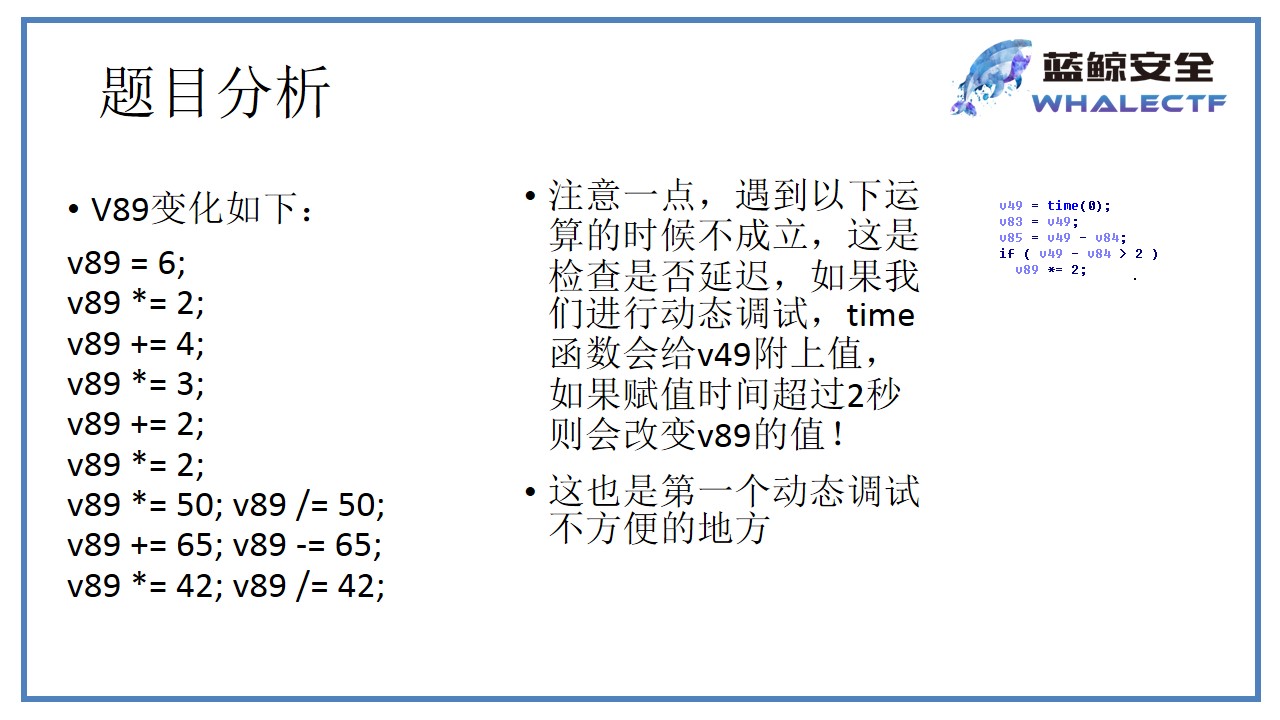 题目分析
蓝鲸安全
WHALECTF
• V89变化如下：
v89 = 6;
v89 *= 2;
v89 += 4;
v89 *= 3;
v89 += 2;
v89 *= 2;
v89 *= 50; v89 /= 50;
v89 += 65; v89 -= 65;
v89 *= 42; v89 /= 42;
• 注意一点，遇到以下运
算的时候不成立，这是
检查是否延迟，如果我
们进行动态调试，time
函数会给v49附上值，
如果赋值时间超过2秒
则会改变v89的值！
• 这也是第一个动态调试
不方便的地方
v49 = time(0);
v83 = v49;
v85 = v49 - v84;
if ( v49 - v84 > 2 )
v89 *= 2;